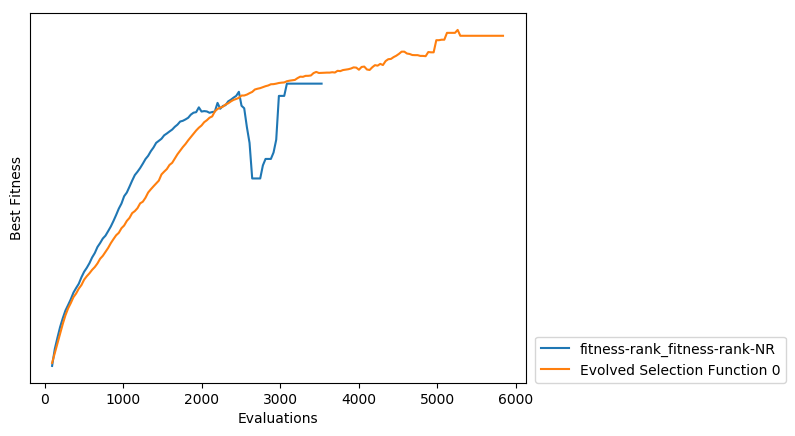 Best Fitness
0 1000 2000 3000 4000 5000 6000
Evaluations
fitness-rank_fitness-rank-NR
Evolved Selection Function 0